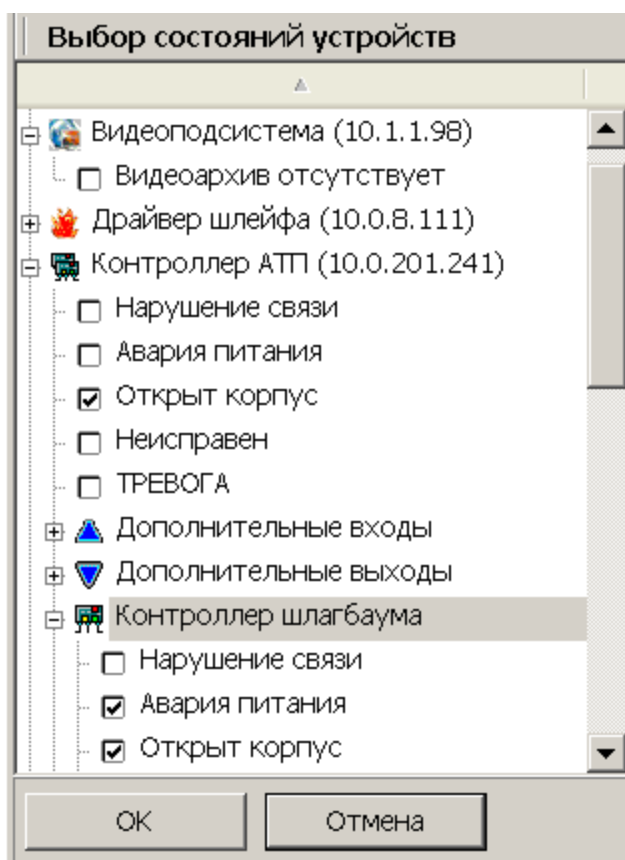 Выбор состояний устройств
Видеоподсистема (10.1.1.98)
Видеоархив отсутствует
Драйвер шлейфа (10.0.8.111)
Контроллер АТП (10.0.201.241)
Нарушение связи
Авария питания
Открыт корпус
Неисправен
ТРЕВОГА
Дополнительные входы
Дополнительные выходы
Контроллер шлагбаума
Нарушение связи
Авария питания
Открыт корпус
OK Отмена